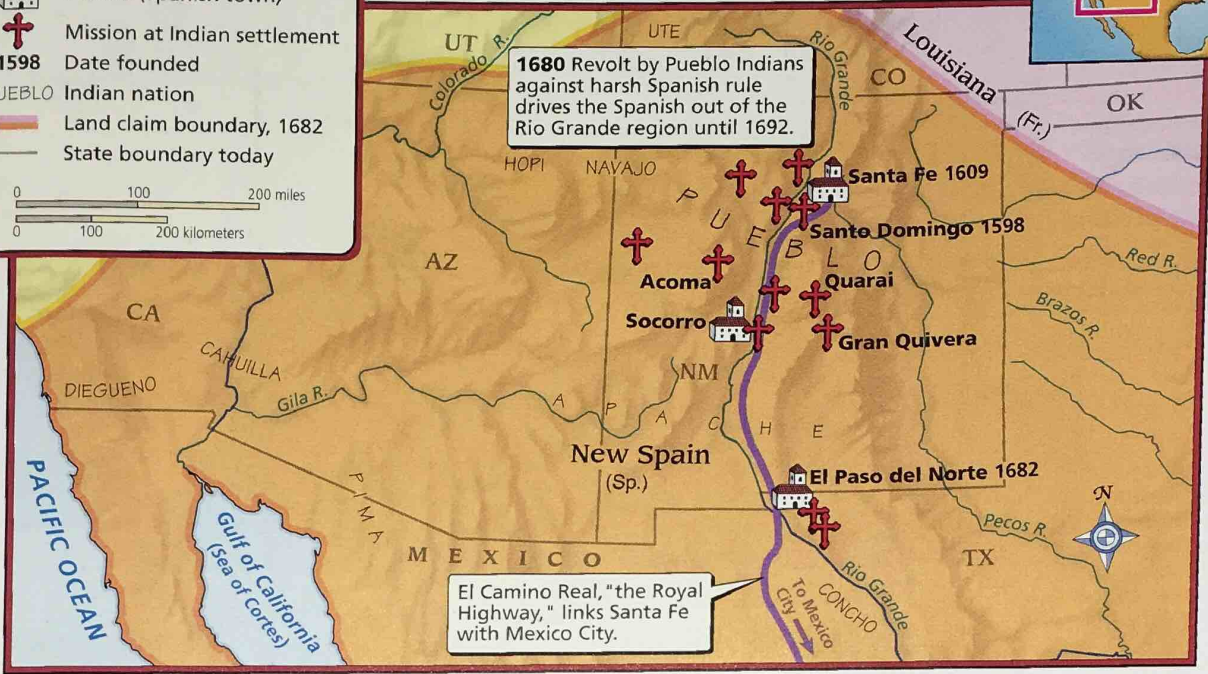 Mission at Indian settlement
1598 Date founded
UEBLO Indian nation
Land claim boundary, 1682
State boundary today
0 100 200 miles
0 100 200 kilometers
UT
Colorado R.
UTE
1680 Revolt by Pueblo Indians
against harsh Spanish rule
drives the Spanish out of the
Rio Grande region until 1692.
Rio Grande
CO
Louisiana
(Fr.)
OK
HOPI
NAVAJO
PUEBLO
Santa Fe 1609
Santo Domingo 1598
AZ
Acoma
Quarai
Red R.
Socorro
Gran Quivera
Brazos R.
CA
CAHUILLA
DIEGUENO
Gila R.
NM
APACHE
New Spain
(Sp.)
El Paso del Norte 1682
PIMA
MEXICO
Pecos R.
N
TX
PACIFIC OCEAN
Gulf of California
(Sea of Cortes)
El Camino Real, "the Royal
Highway," links Santa Fe
with Mexico City.
To Mexico
City
CONCHO
Rio Grande